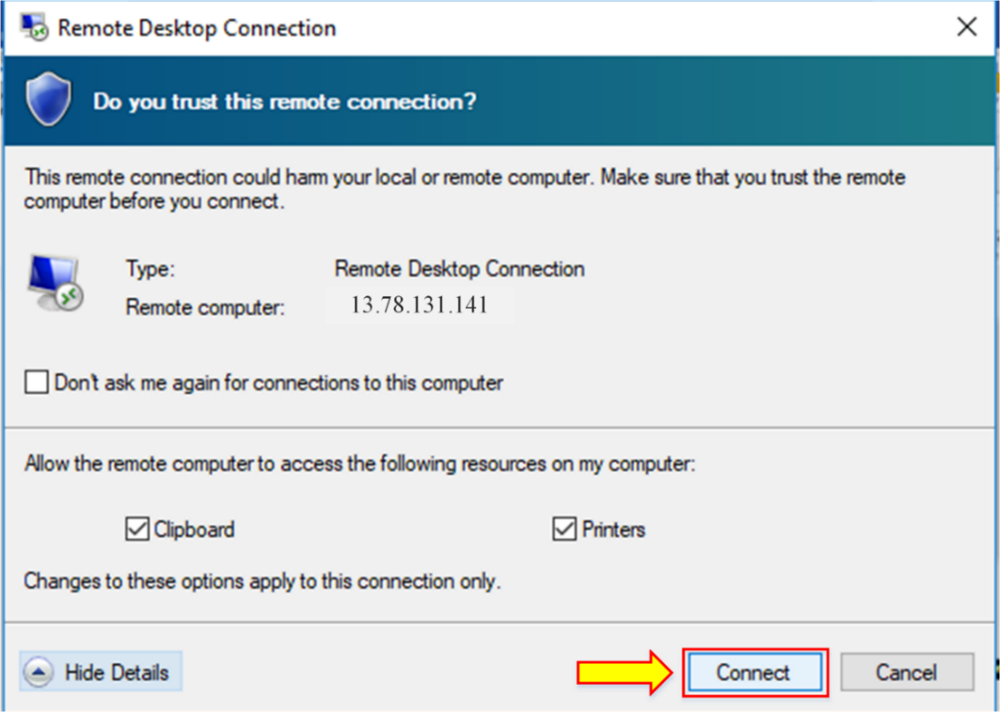 Remote Desktop Connection
Do you trust this remote connection?
This remote connection could harm your local or remote computer. Make sure that you trust the remote
computer before you connect.
Type: Remote Desktop Connection
Remote computer: 13.78.131.141
Don't ask me again for connections to this computer
Allow the remote computer to access the following resources on my computer:
Clipboard Printers
Changes to these options apply to this connection only.
Hide Details Connect Cancel